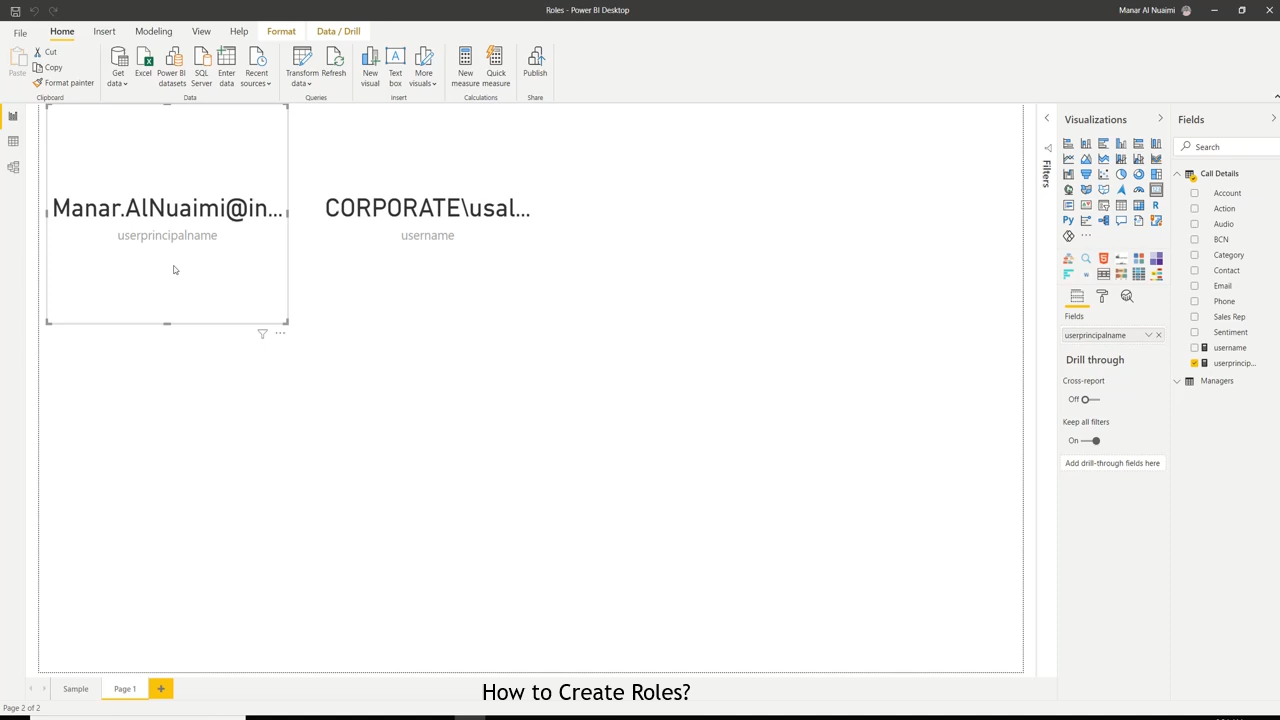 Roles - Power BI Desktop
Manar Al Nuaimi
File Home Insert Modeling View Help Format Data / Drill
Paste
Cut
Copy
Format painter
Clipboard
Get data
Excel
Power BI datasets
SQL Server
Enter data
Recent sources
Data
Transform data
Refresh
Queries
New visual
Text box
More visuals
Insert
New measure
Quick measure
Calculations
Publish
Share
Manar.AlNuaimi@in...
userprincipalname
CORPORATE\usal...
username
Filters
Visualizations
R
Py
Fields
userprincipalname
Drill through
Cross-report
Off
Keep all filters
On
Add drill-through fields here
Fields
Search
Call Details
Account
Action
Audio
BCN
Category
Contact
Email
Phone
Sales Rep
Sentiment
username
userprincip...
Managers
Sample
Page 1
+
How to Create Roles?
Page 2 of 2